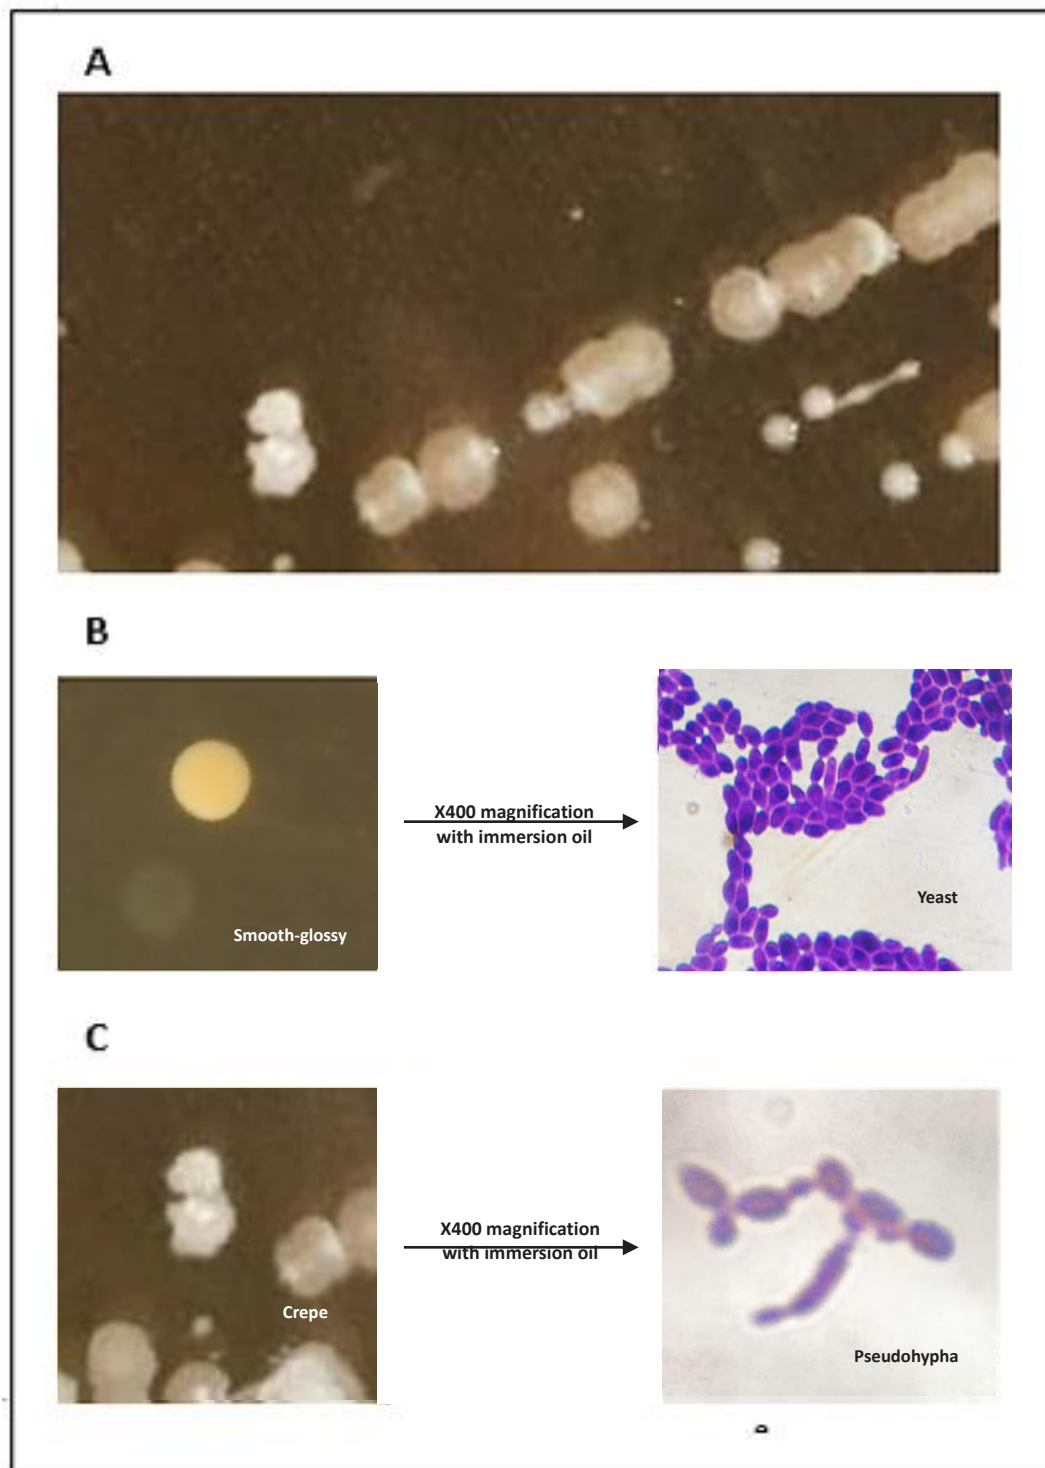 A
B
X400 magnification
with immersion oil
Smooth-glossy
Yeast
C
X400 magnification
with immersion oil
Crepe
Pseudohypha